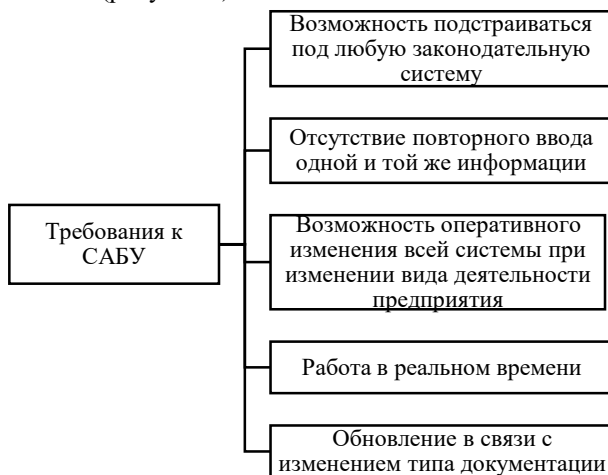 Возможность подстраиваться
под любую законодательную
систему
Отсутствие повторного ввода
одной и той же информации
Требования к
САБУ
Возможность оперативного
изменения всей системы при
изменении вида деятельности
предприятия
Работа в реальном времени
Обновление в связи с
изменением типа документации